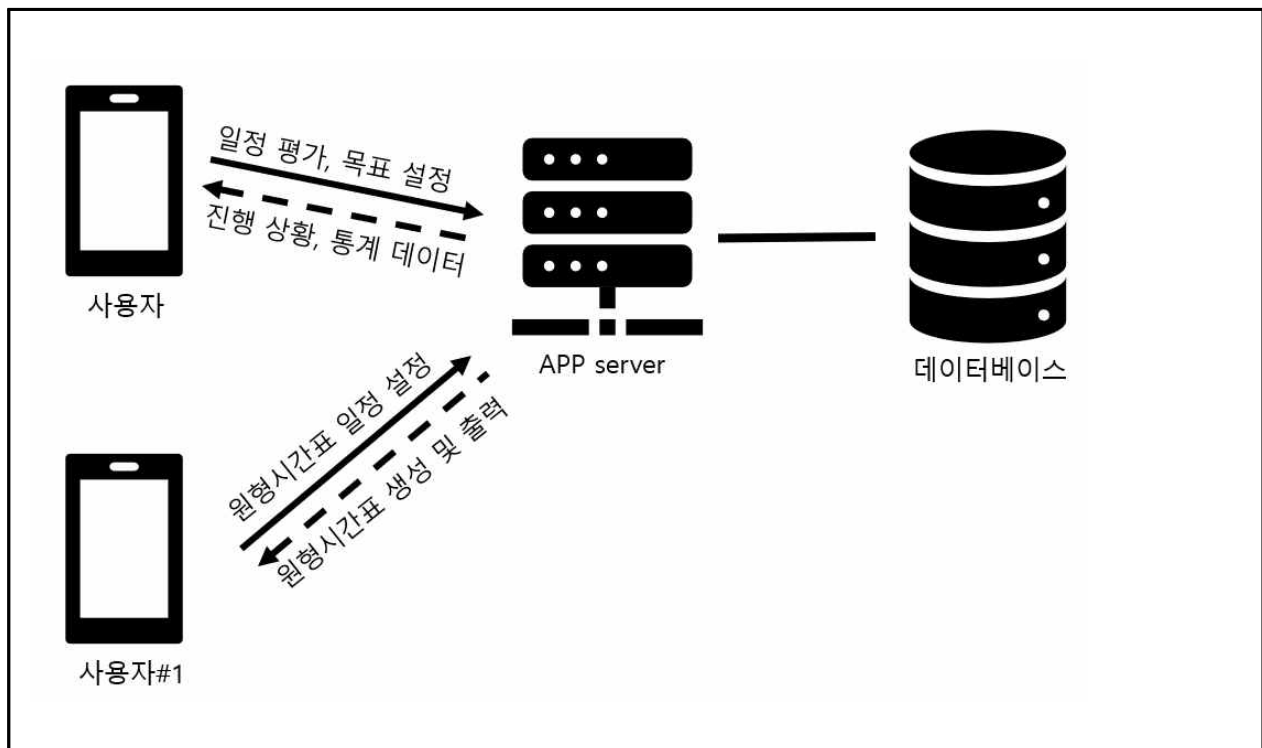 일정 평가, 목표 설정
진행 상황, 통계 데이터
사용자
APP server
데이터베이스
원형시간표 일정 설정
원형시간표 생성 및 출력
사용자#1